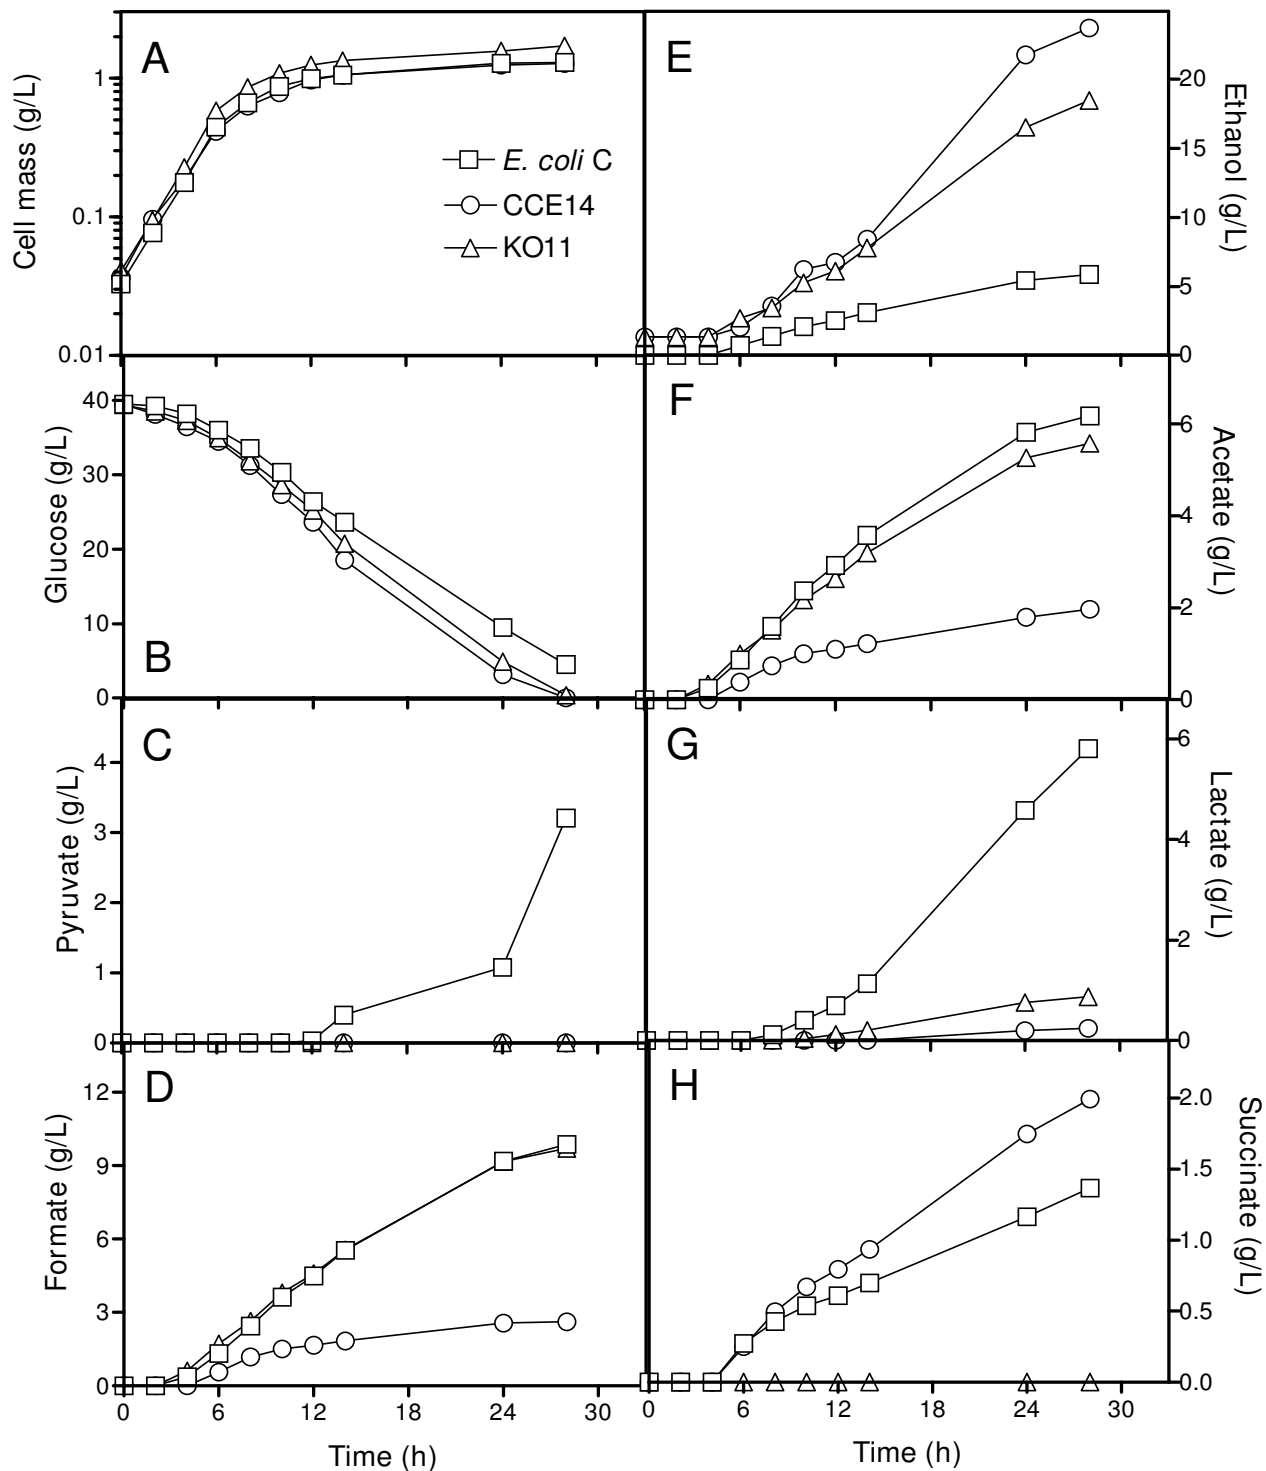 A
Cell mass (g/L)
1
0.1
0.01
E. coli C
CCE14
KO11
E
Ethanol (g/L)
20
15
10
5
0
B
Glucose (g/L)
40
30
20
10
0
F
Acetate (g/L)
6
4
2
0
C
Pyruvate (g/L)
4
3
2
1
0
G
Lactate (g/L)
6
4
2
0
D
Formate (g/L)
12
9
6
3
0
H
Succinate (g/L)
2.0
1.5
1.0
0.5
0.0
0 6 12 18 24 30
Time (h)
0 6 12 18 24 30
Time (h)